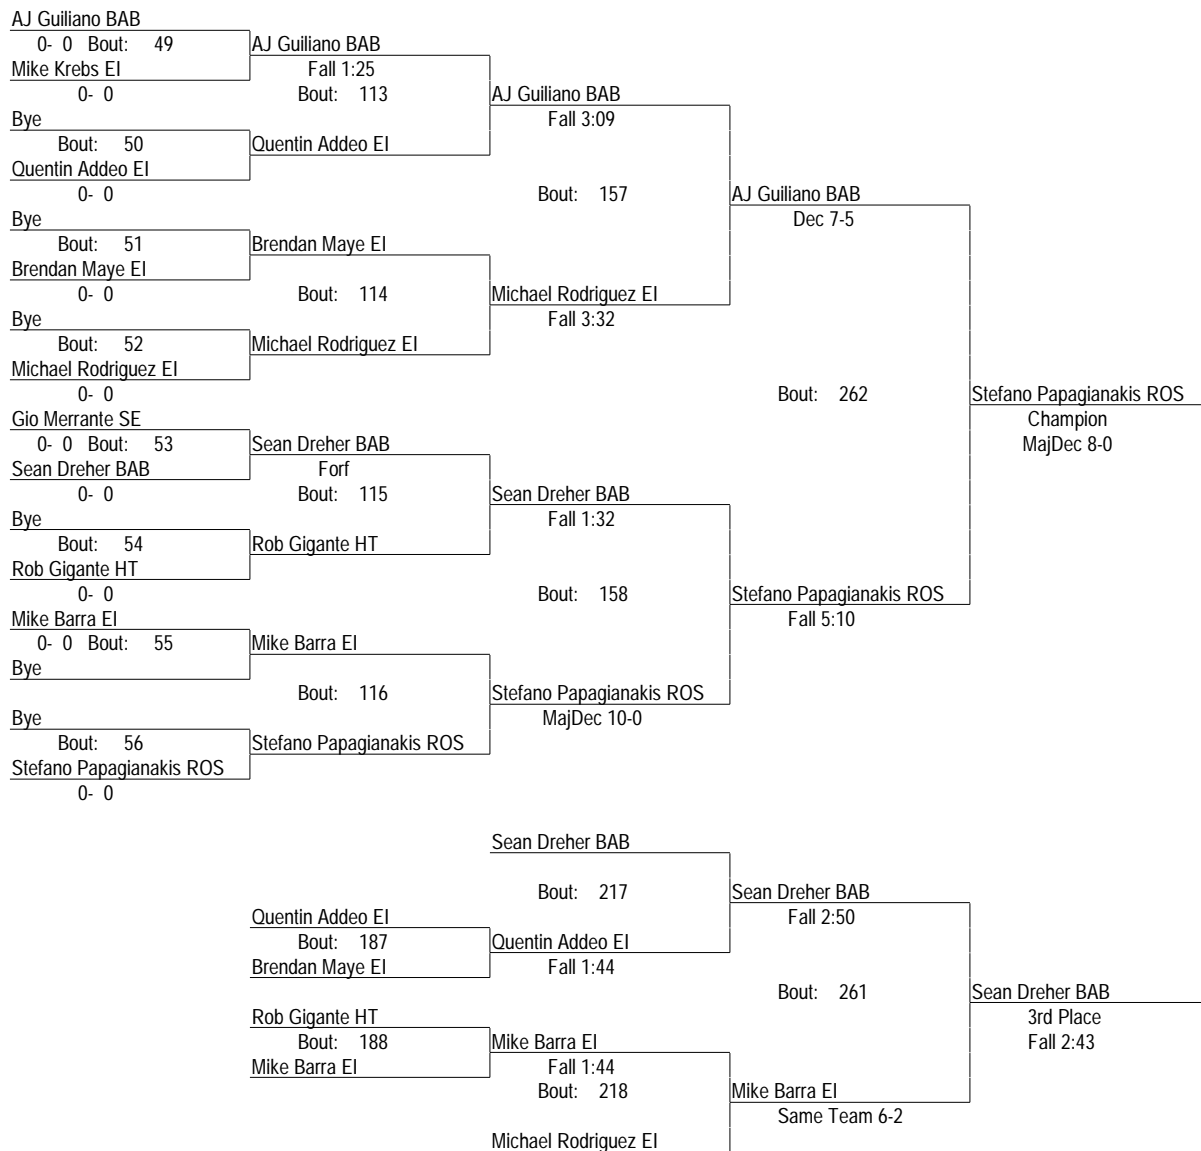 AJ Guiliano BAB
0- 0 Bout: 49 AJ Guiliano BAB
Mike Krebs EI Fall 1:25
0- 0 Bout: 113 AJ Guiliano BAB
Bye Fall 3:09
Bout: 50 Quentin Addeo EI
Quentin Addeo EI
0- 0 Bout: 157 AJ Guiliano BAB
Bye Dec 7-5
Bout: 51 Brendan Maye EI
Brendan Maye EI
0- 0 Bout: 114 Michael Rodriguez EI
Bye Fall 3:32
Bout: 52 Michael Rodriguez EI
Michael Rodriguez EI
0- 0 Bout: 262 Stefano Papagianakis ROS
Gio Merrante SE Champion
0- 0 Bout: 53 Sean Dreher BAB MajDec 8-0
Sean Dreher BAB Forf
0- 0 Bout: 115 Sean Dreher BAB
Bye Fall 1:32
Bout: 54 Rob Gigante HT
Rob Gigante HT
0- 0 Bout: 158 Stefano Papagianakis ROS
Mike Barra EI Fall 5:10
0- 0 Bout: 55 Mike Barra EI
Bye
Bout: 116 Stefano Papagianakis ROS
Bye MajDec 10-0
Bout: 56 Stefano Papagianakis ROS
Stefano Papagianakis ROS
0- 0
Sean Dreher BAB
Bout: 217 Sean Dreher BAB
Quentin Addeo EI Fall 2:50
Bout: 187 Quentin Addeo EI
Brendan Maye EI Fall 1:44
Bout: 261 Sean Dreher BAB
Rob Gigante HT 3rd Place
Bout: 188 Mike Barra EI Fall 2:43
Mike Barra EI Fall 1:44
Bout: 218 Mike Barra EI
Same Team 6-2
Michael Rodriguez EI